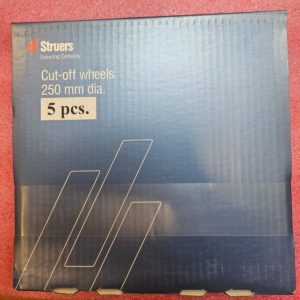 Struers
Ensuring Certainty
Cut-off wheels
250 mm dia.
5 pcs.